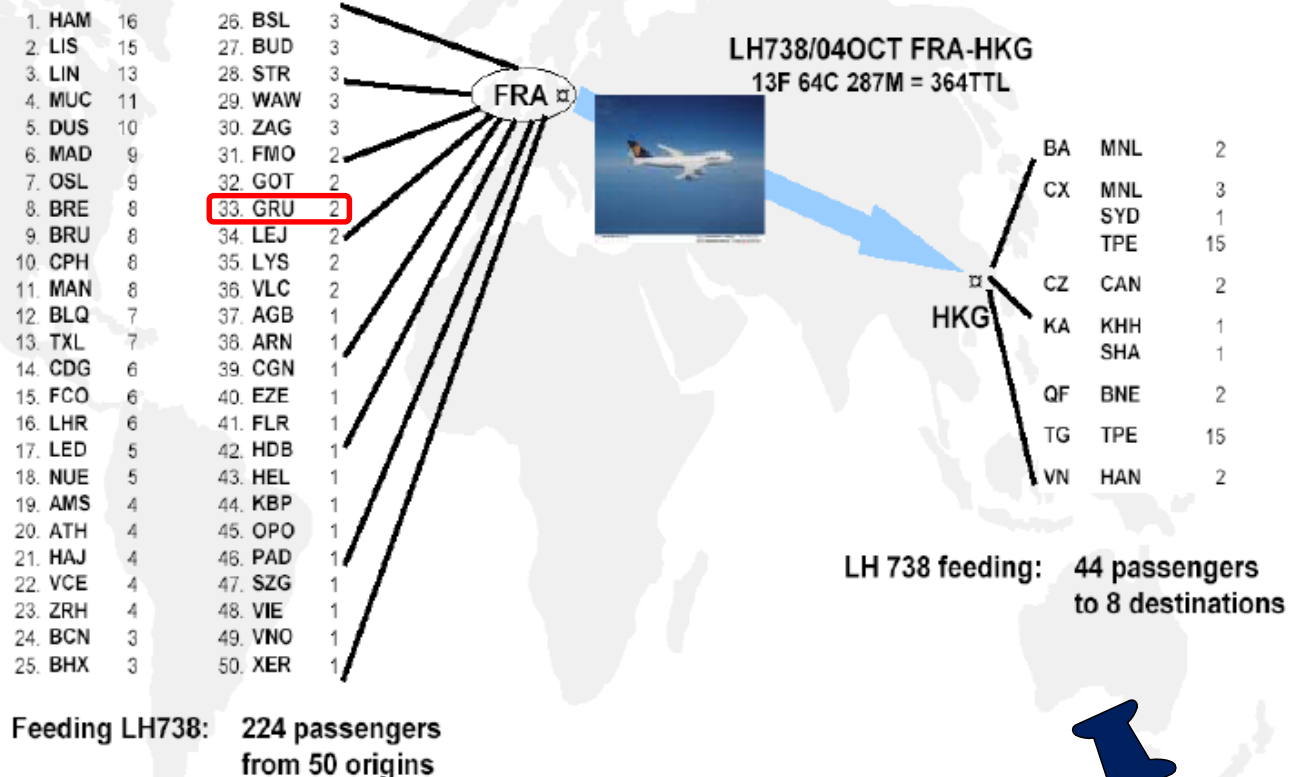 1. HAM 16
2. LIS 15
3. LIN 13
4. MUC 11
5. DUS 10
6. MAD 9
7. OSL 9
8. BRE 8
9. BRU 8
10. CPH 8
11. MAN 8
12. BLQ 7
13. TXL 7
14. CDG 6
15. FCO 6
16. LHR 6
17. LED 5
18. NUE 5
19. AMS 4
20. ATH 4
21. HAJ 4
22. VCE 4
23. ZRH 4
24. BCN 3
25. BHX 3
26. BSL 3
27. BUD 3
28. STR 3
29. WAW 3
30. ZAG 3
31. FMO 2
32. GOT 2
33. GRU 2
34. LEJ 2
35. LYS 2
36. VLC 2
37. AGB 1
38. ARN 1
39. CGN 1
40. EZE 1
41. FLR 1
42. HDB 1
43. HEL 1
44. KBP 1
45. OPO 1
46. PAD 1
47. SZG 1
48. VIE 1
49. VNO 1
50. XER 1
Feeding LH738: 224 passengers
from 50 origins
FRA ¤
LH738/04OCT FRA-HKG
13F 64C 287M = 364TTL
¤
HKG
BA MNL 2
CX MNL 3
SYD 1
TPE 15
CZ CAN 2
KA KHH 1
SHA 1
QF BNE 2
TG TPE 15
VN HAN 2
LH 738 feeding: 44 passengers
to 8 destinations